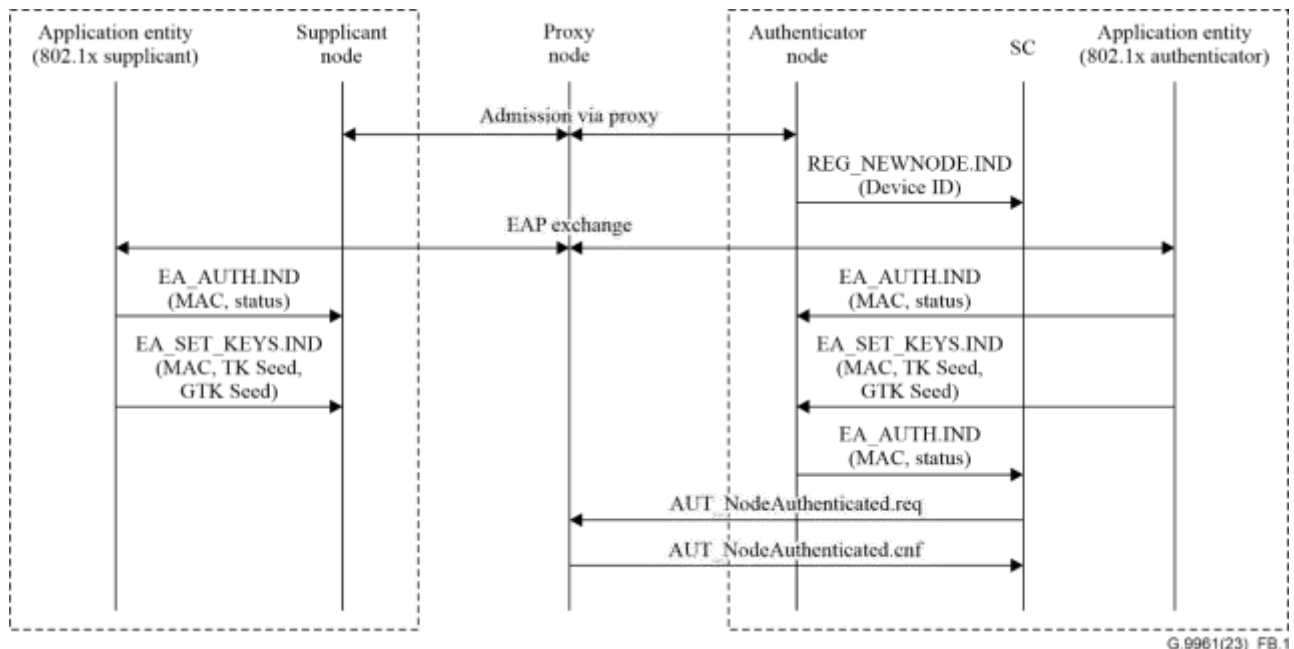 Application entity
(802.1x supplicant)
Supplicant
node
Proxy
node
Authenticator
node
SC
Application entity
(802.1x authenticator)
Admission via proxy
REG_NEWNODE.IND
(Device ID)
EAP exchange
EA_AUTH.IND
(MAC, status)
EA_AUTH.IND
(MAC, status)
EA_SET_KEYS.IND
(MAC, TK Seed,
GTK Seed)
EA_SET_KEYS.IND
(MAC, TK Seed,
GTK Seed)
EA_AUTH.IND
(MAC, status)
AUT_NodeAuthenticated.req
AUT_NodeAuthenticated.cnf
G.9961(23)_FB.1